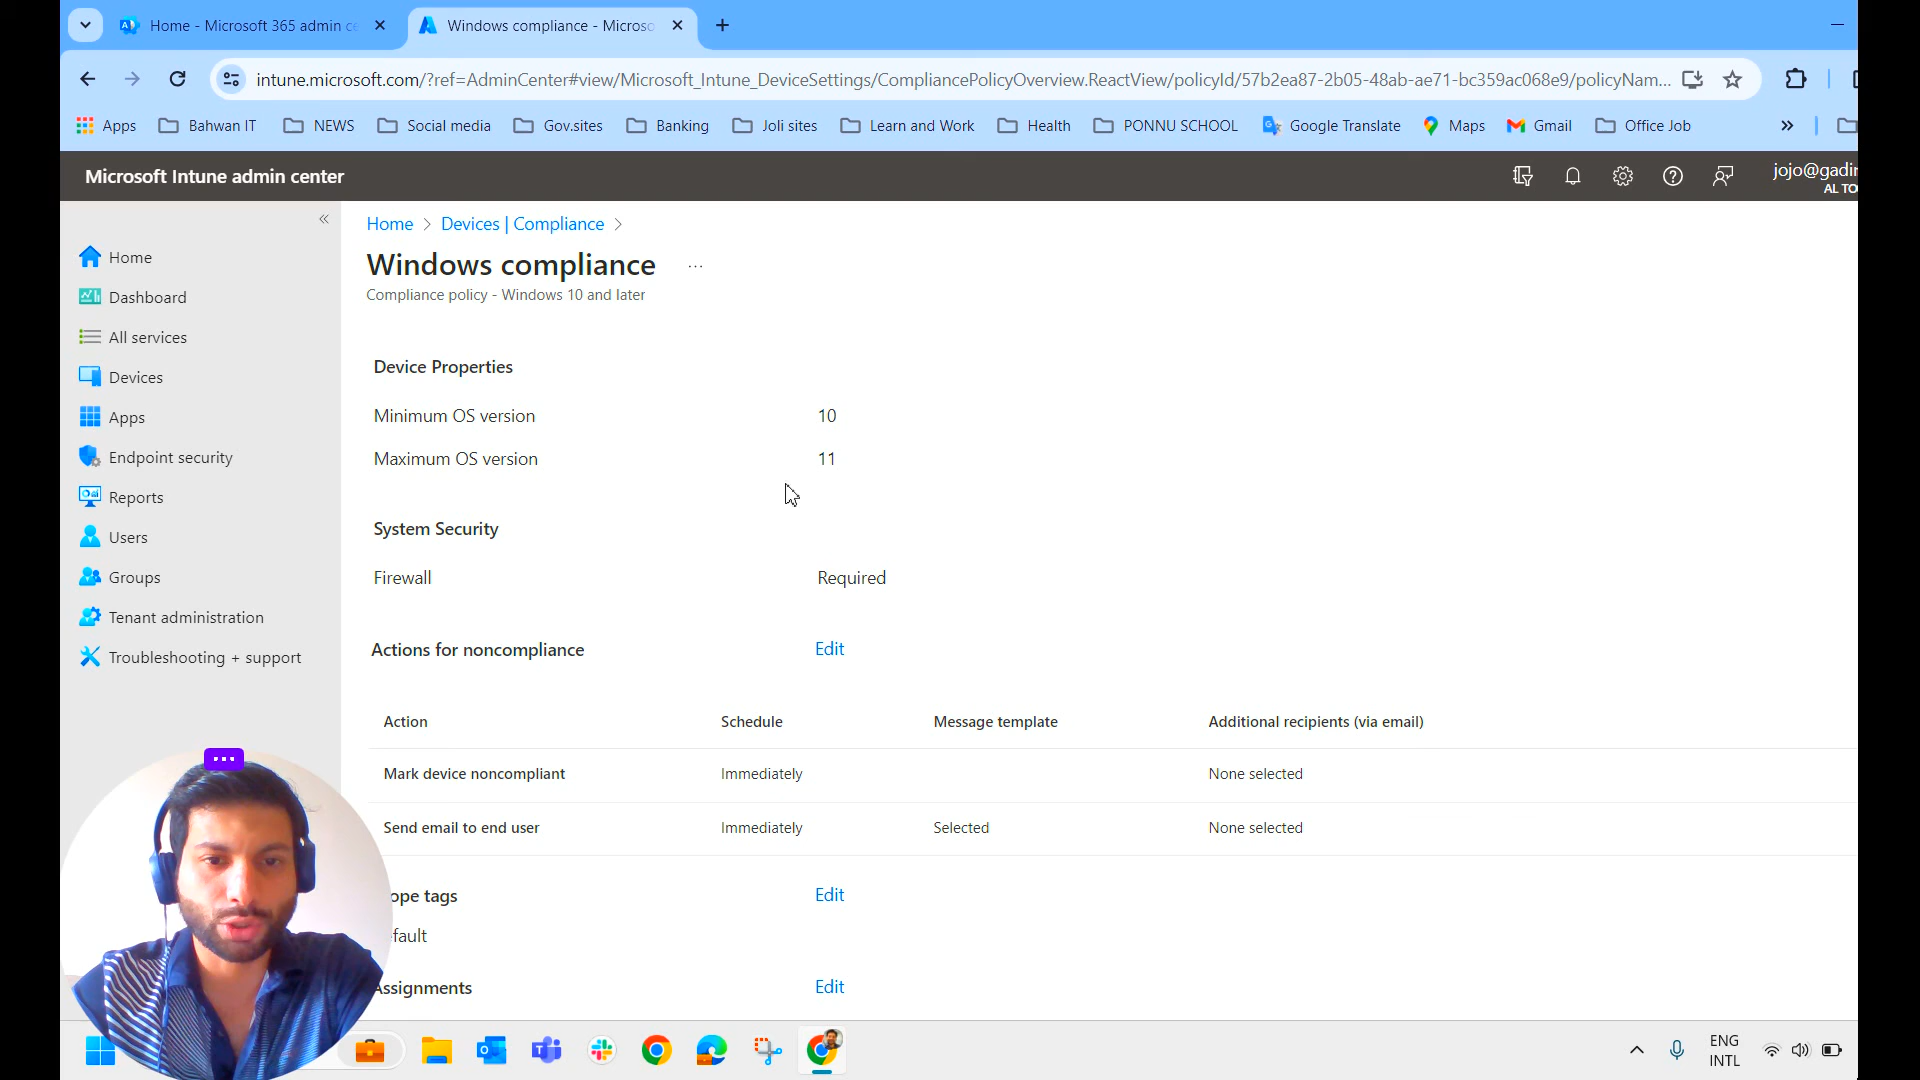 Home - Microsoft 365 admin ce
Windows compliance - Microso
intune.microsoft.com/?ref=AdminCenter#view/Microsoft_Intune_DeviceSettings/CompliancePolicyOverview.ReactView/policyId/57b2ea87-2b05-48ab-ae71-bc359ac068e9/policyNam...
Apps
Bahwan IT
NEWS
Social media
Gov.sites
Banking
Joli sites
Learn and Work
Health
PONNU SCHOOL
Google Translate
Maps
Gmail
Office Job
Microsoft Intune admin center
jojo@gadir
AL TO
Home
Dashboard
All services
Devices
Apps
Endpoint security
Reports
Users
Groups
Tenant administration
Troubleshooting + support
Home > Devices | Compliance >
Windows compliance ...
Compliance policy - Windows 10 and later
Device Properties
Minimum OS version 10
Maximum OS version 11
System Security
Firewall Required
Actions for noncompliance Edit
Action Schedule Message template Additional recipients (via email)
Mark device noncompliant Immediately None selected
Send email to end user Immediately Selected None selected
ope tags Edit
fault
Assignments Edit
ENG
INTL